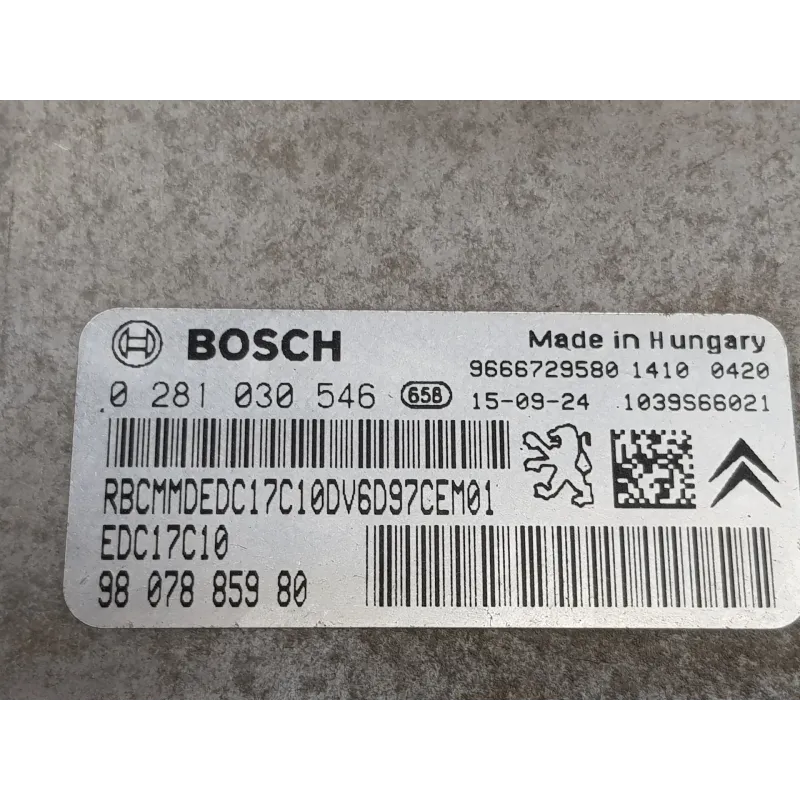 BOSCH Made in Hungary
9666729580 1410 0420
0 281 030 546 65B 15-09-24 1039S66021
RBCMMDEDC17C10DV6D97CEM01
EDC17C10
98 078 859 80